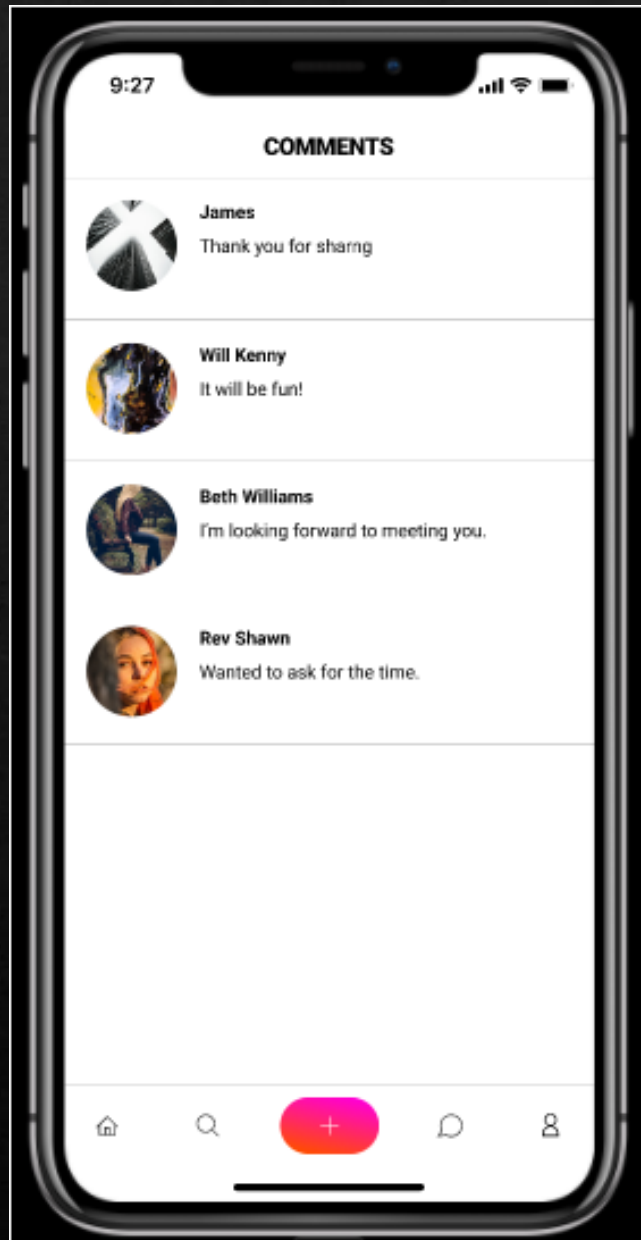 9:27
COMMENTS
James
Thank you for sharng
Will Kenny
It will be fun!
Beth Williams
I'm looking forward to meeting you.
Rev Shawn
Wanted to ask for the time.